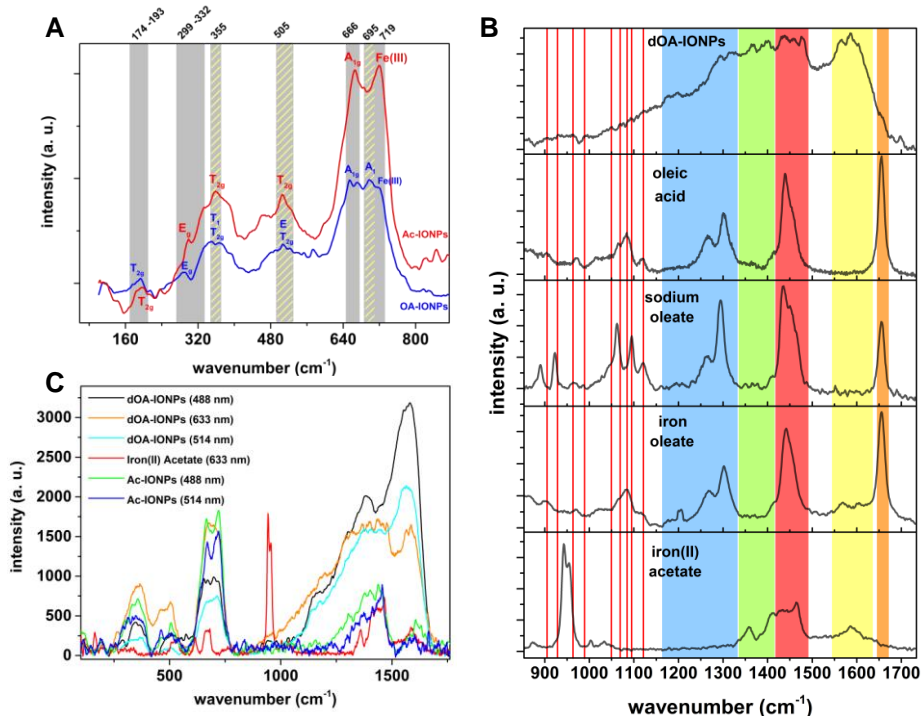 A
174 -193
299 -332
355
505
666
695
719
A1g
Fe(III)
T2g
T2g
A1g
A1
Fe(III)
Eg
T1
T2g
E
T2g
T2g
Eg
T2g
Ac-IONPs
OA-IONPs
intensity (a. u.)
160 320 480 640 800
wavenumber (cm-1)
B
dOA-IONPs
oleic
acid
sodium
oleate
iron
oleate
iron(II)
acetate
intensity (a. u.)
900 1000 1100 1200 1300 1400 1500 1600 1700
wavenumber (cm-1)
C
dOA-IONPs (488 nm)
dOA-IONPs (633 nm)
dOA-IONPs (514 nm)
Iron(II) Acetate (633 nm)
Ac-IONPs (488 nm)
Ac-IONPs (514 nm)
3000
2500
2000
1500
1000
500
0
intensity (a. u.)
500 1000 1500
wavenumber (cm-1)